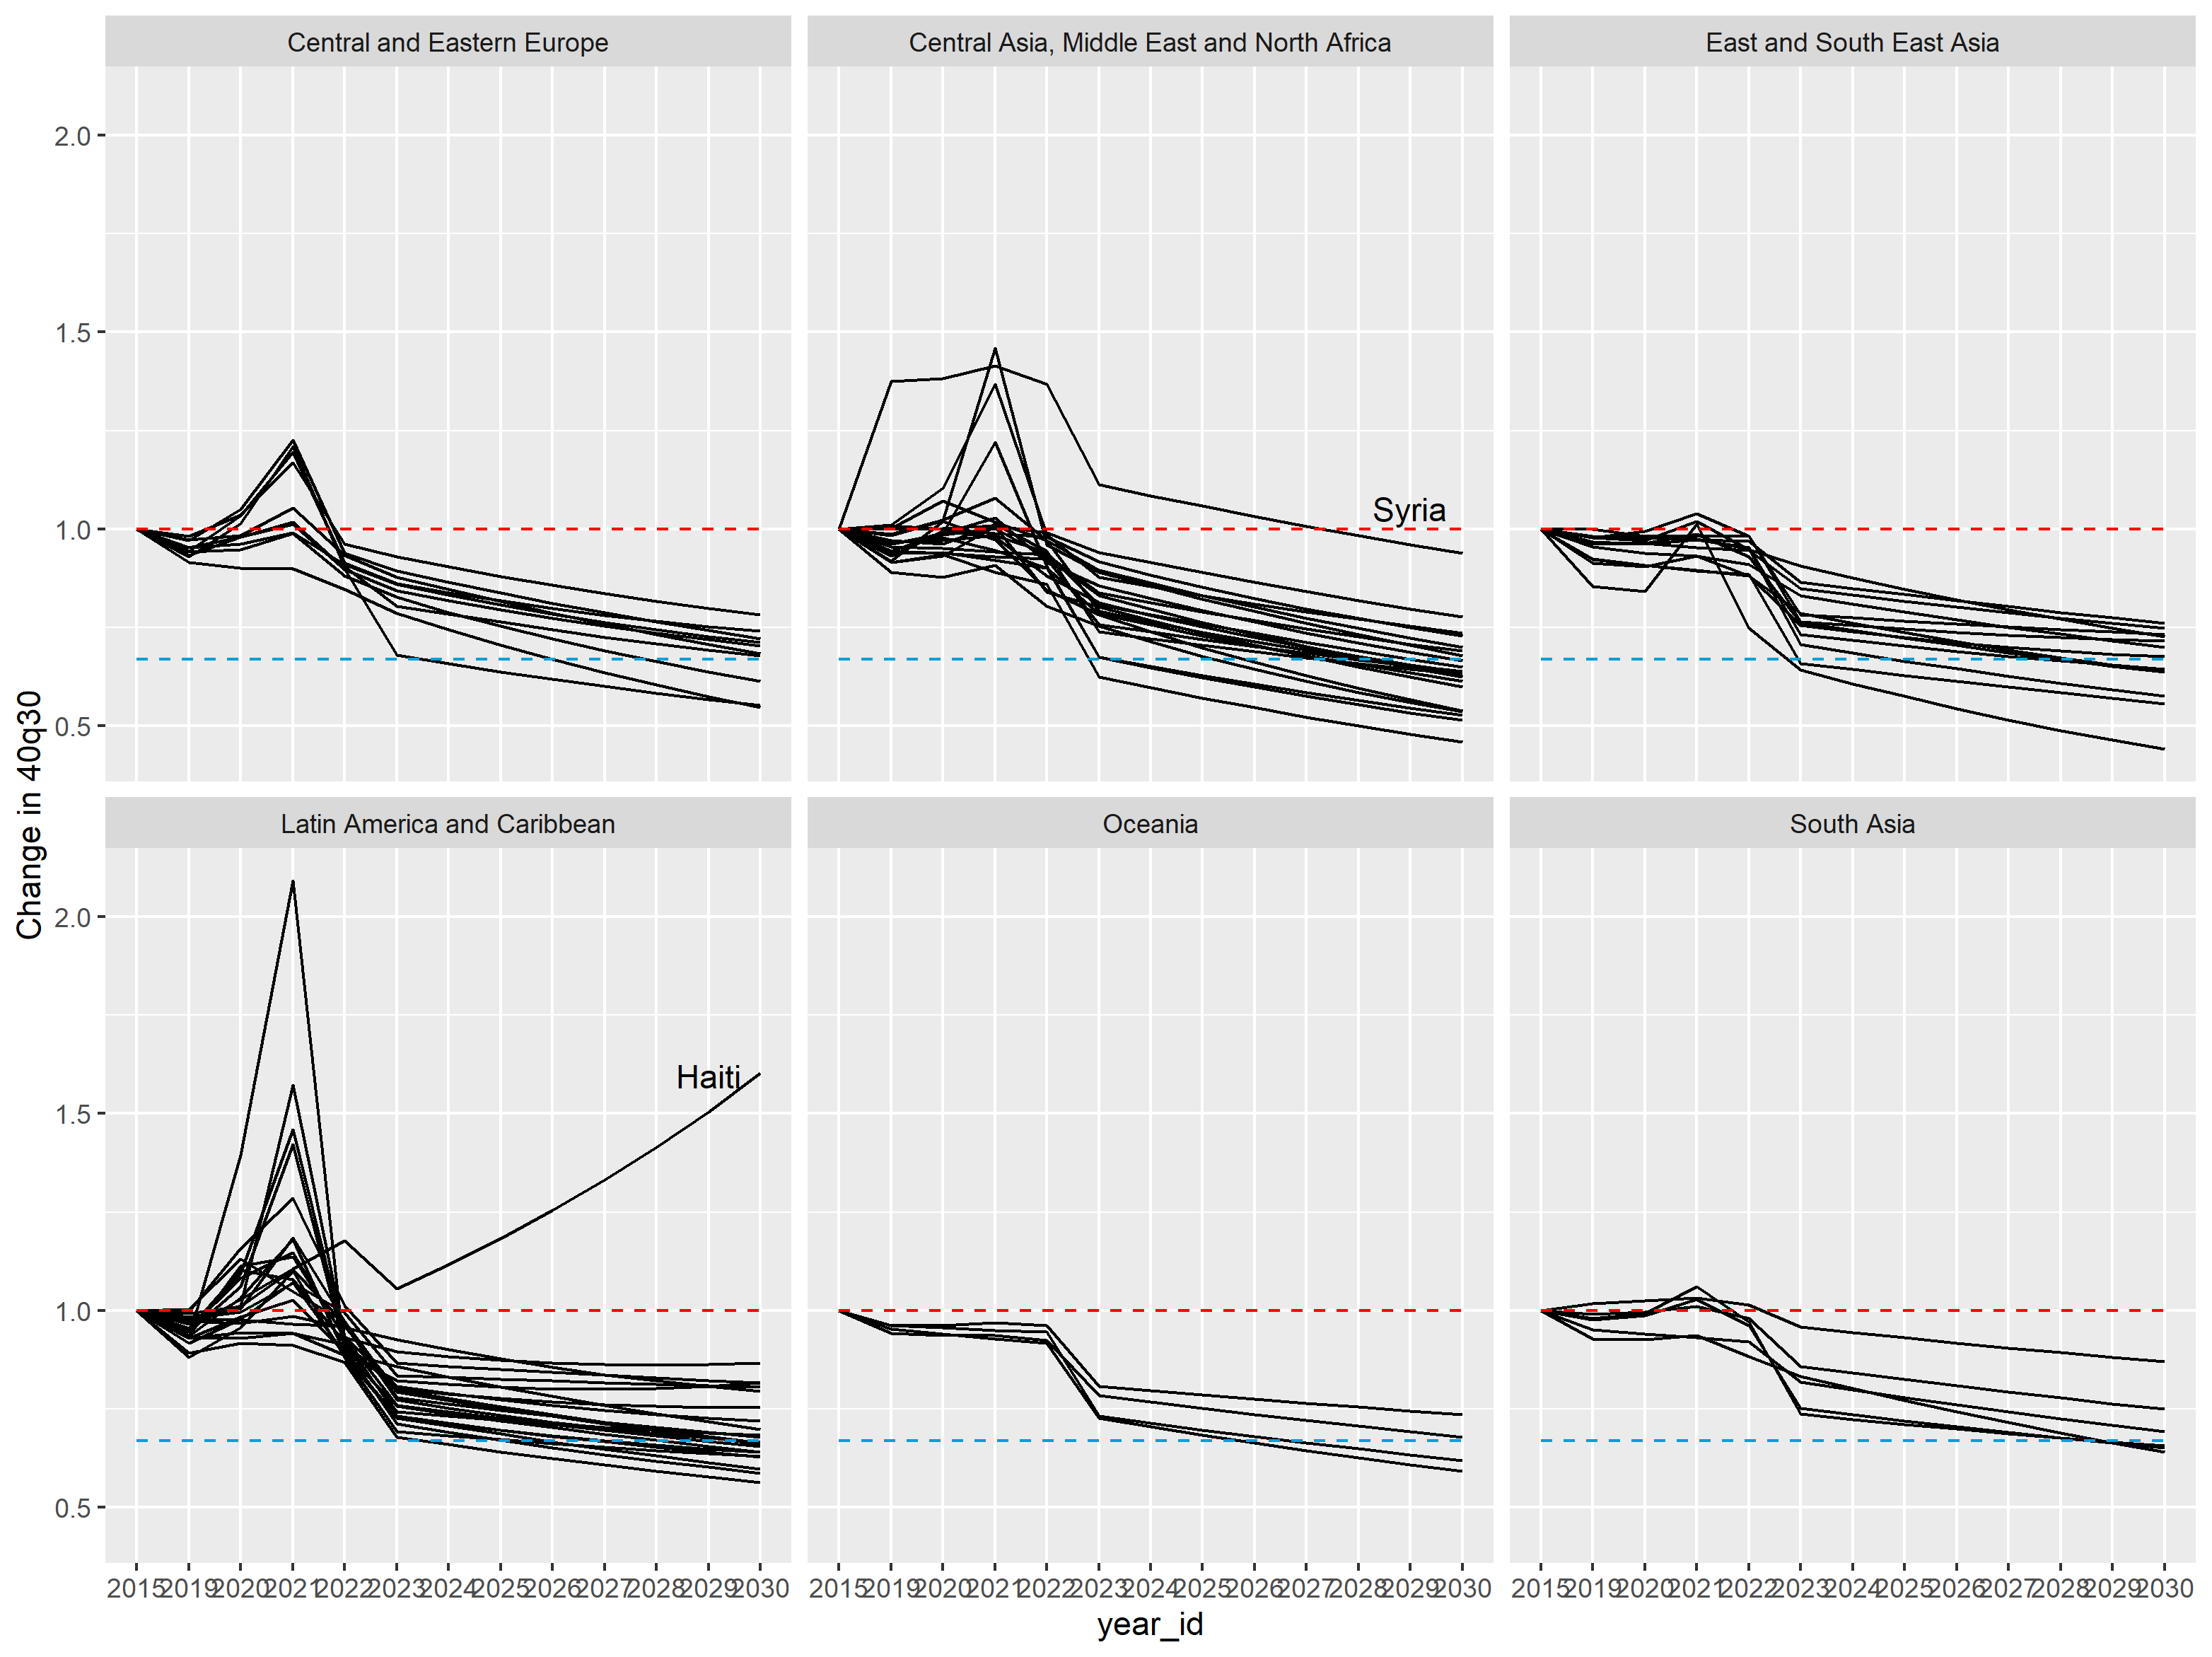 Central and Eastern Europe
Central Asia, Middle East and North Africa
East and South East Asia
2.0
1.5
1.0
0.5
Syria
Change in 40q30
Latin America and Caribbean
Oceania
South Asia
2.0
1.5
1.0
0.5
Haiti
2015 2019 2020 2021 2022 2023 2024 2025 2026 2027 2028 2029 2030
2015 2019 2020 2021 2022 2023 2024 2025 2026 2027 2028 2029 2030
2015 2019 2020 2021 2022 2023 2024 2025 2026 2027 2028 2029 2030
year_id